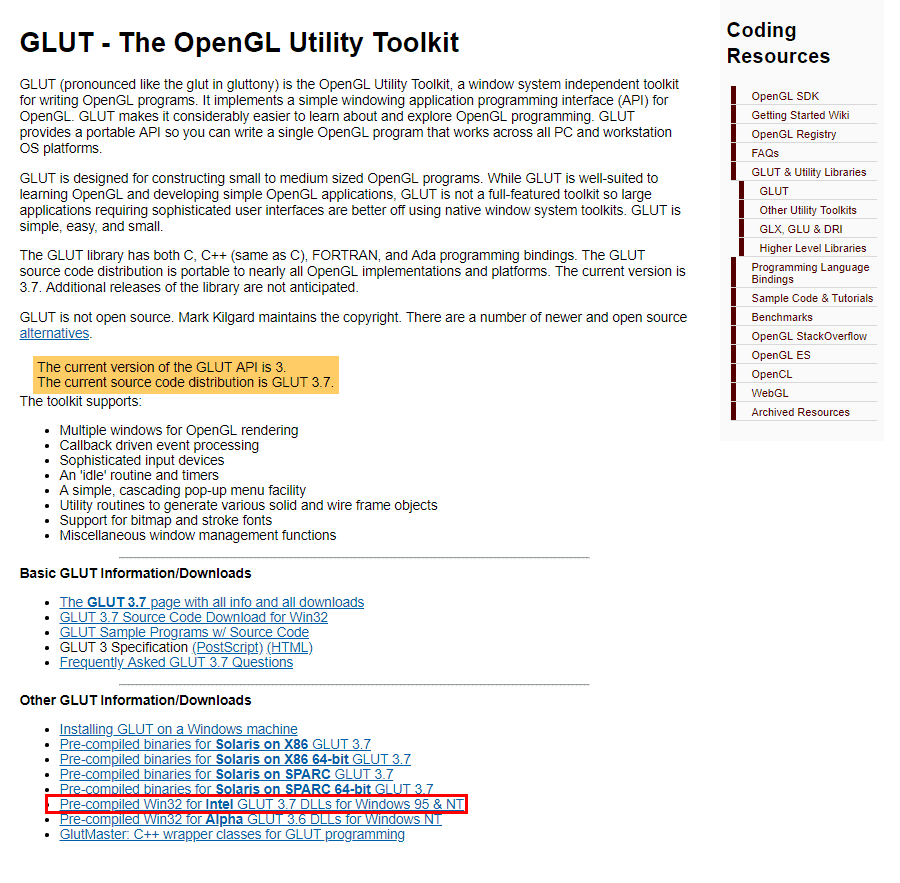 GLUT - The OpenGL Utility Toolkit
GLUT (pronounced like the glut in gluttony) is the OpenGL Utility Toolkit, a window system independent toolkit
for writing OpenGL programs. It implements a simple windowing application programming interface (API) for
OpenGL. GLUT makes it considerably easier to learn about and explore OpenGL programming. GLUT
provides a portable API so you can write a single OpenGL program that works across all PC and workstation
OS platforms.
GLUT is designed for constructing small to medium sized OpenGL programs. While GLUT is well-suited to
learning OpenGL and developing simple OpenGL applications, GLUT is not a full-featured toolkit so large
applications requiring sophisticated user interfaces are better off using native window system toolkits. GLUT is
simple, easy, and small.
The GLUT library has both C, C++ (same as C), FORTRAN, and Ada programming bindings. The GLUT
source code distribution is portable to nearly all OpenGL implementations and platforms. The current version is
3.7. Additional releases of the library are not anticipated.
GLUT is not open source. Mark Kilgard maintains the copyright. There are a number of newer and open source
alternatives.
The current version of the GLUT API is 3.
The current source code distribution is GLUT 3.7.
The toolkit supports:
• Multiple windows for OpenGL rendering
• Callback driven event processing
• Sophisticated input devices
• An 'idle' routine and timers
• A simple, cascading pop-up menu facility
• Utility routines to generate various solid and wire frame objects
• Support for bitmap and stroke fonts
• Miscellaneous window management functions
Basic GLUT Information/Downloads
• The GLUT 3.7 page with all info and all downloads
• GLUT 3.7 Source Code Download for Win32
• GLUT Sample Programs w/ Source Code
• GLUT 3 Specification (PostScript) (HTML)
• Frequently Asked GLUT 3.7 Questions
Other GLUT Information/Downloads
• Installing GLUT on a Windows machine
• Pre-compiled binaries for Solaris on X86 GLUT 3.7
• Pre-compiled binaries for Solaris on X86 64-bit GLUT 3.7
• Pre-compiled binaries for Solaris on SPARC GLUT 3.7
• Pre-compiled binaries for Solaris on SPARC 64-bit GLUT 3.7
• Pre-compiled Win32 for Intel GLUT 3.7 DLLs for Windows 95 & NT
• Pre-compiled Win32 for Alpha GLUT 3.6 DLLs for Windows NT
• GlutMaster: C++ wrapper classes for GLUT programming
Coding
Resources
OpenGL SDK
Getting Started Wiki
OpenGL Registry
FAQs
GLUT & Utility Libraries
GLUT
Other Utility Toolkits
GLX, GLU & DRI
Higher Level Libraries
Programming Language
Bindings
Sample Code & Tutorials
Benchmarks
OpenGL StackOverflow
OpenGL ES
OpenCL
WebGL
Archived Resources